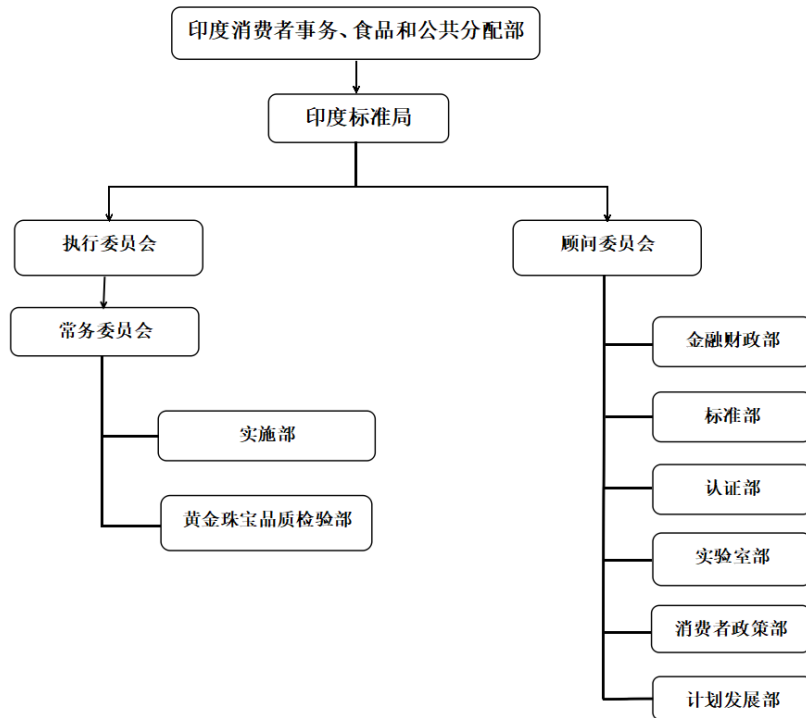 印度消费者事务、食品和公共分配部
印度标准局
执行委员会
顾问委员会
常务委员会
金融财政部
标准部
实施部
认证部
黄金珠宝品质检验部
实验室部
消费者政策部
计划发展部